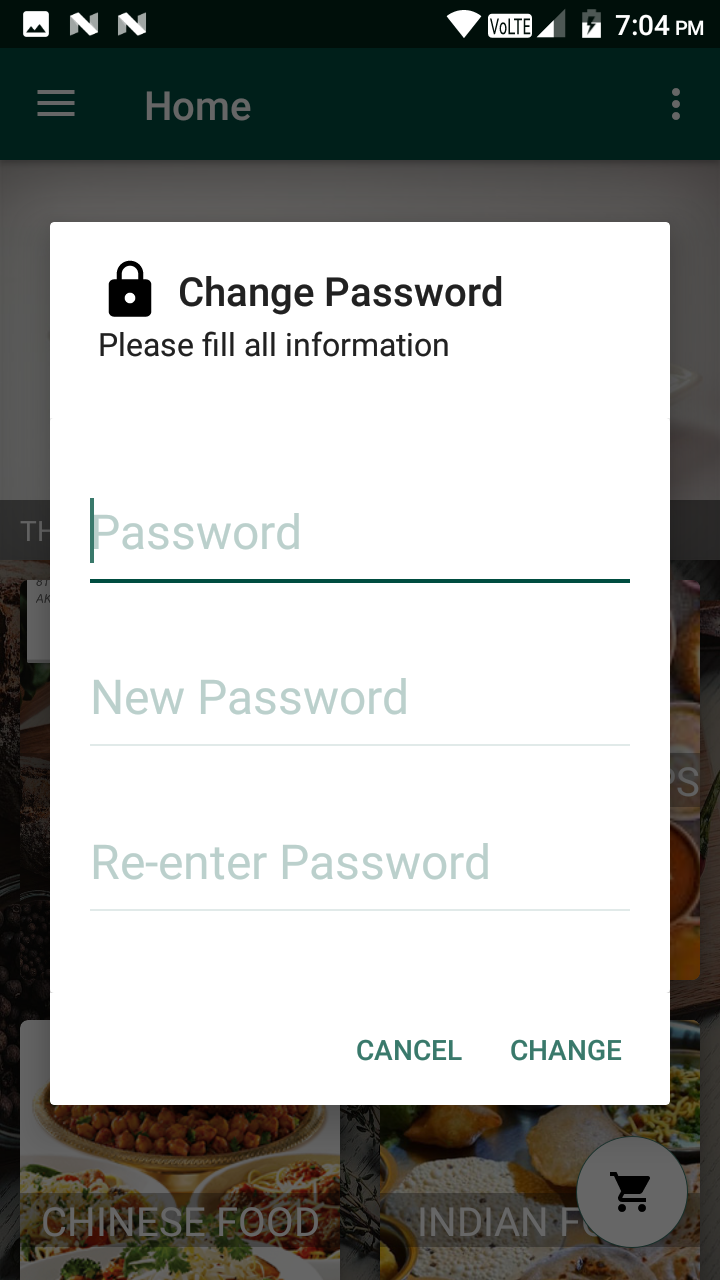 VoLTE 7:04 PM
Home
Change Password
Please fill all information
TH
Password
AK
New Password
PS
Re-enter Password
CANCEL CHANGE
CHINESE FOOD
INDIAN F